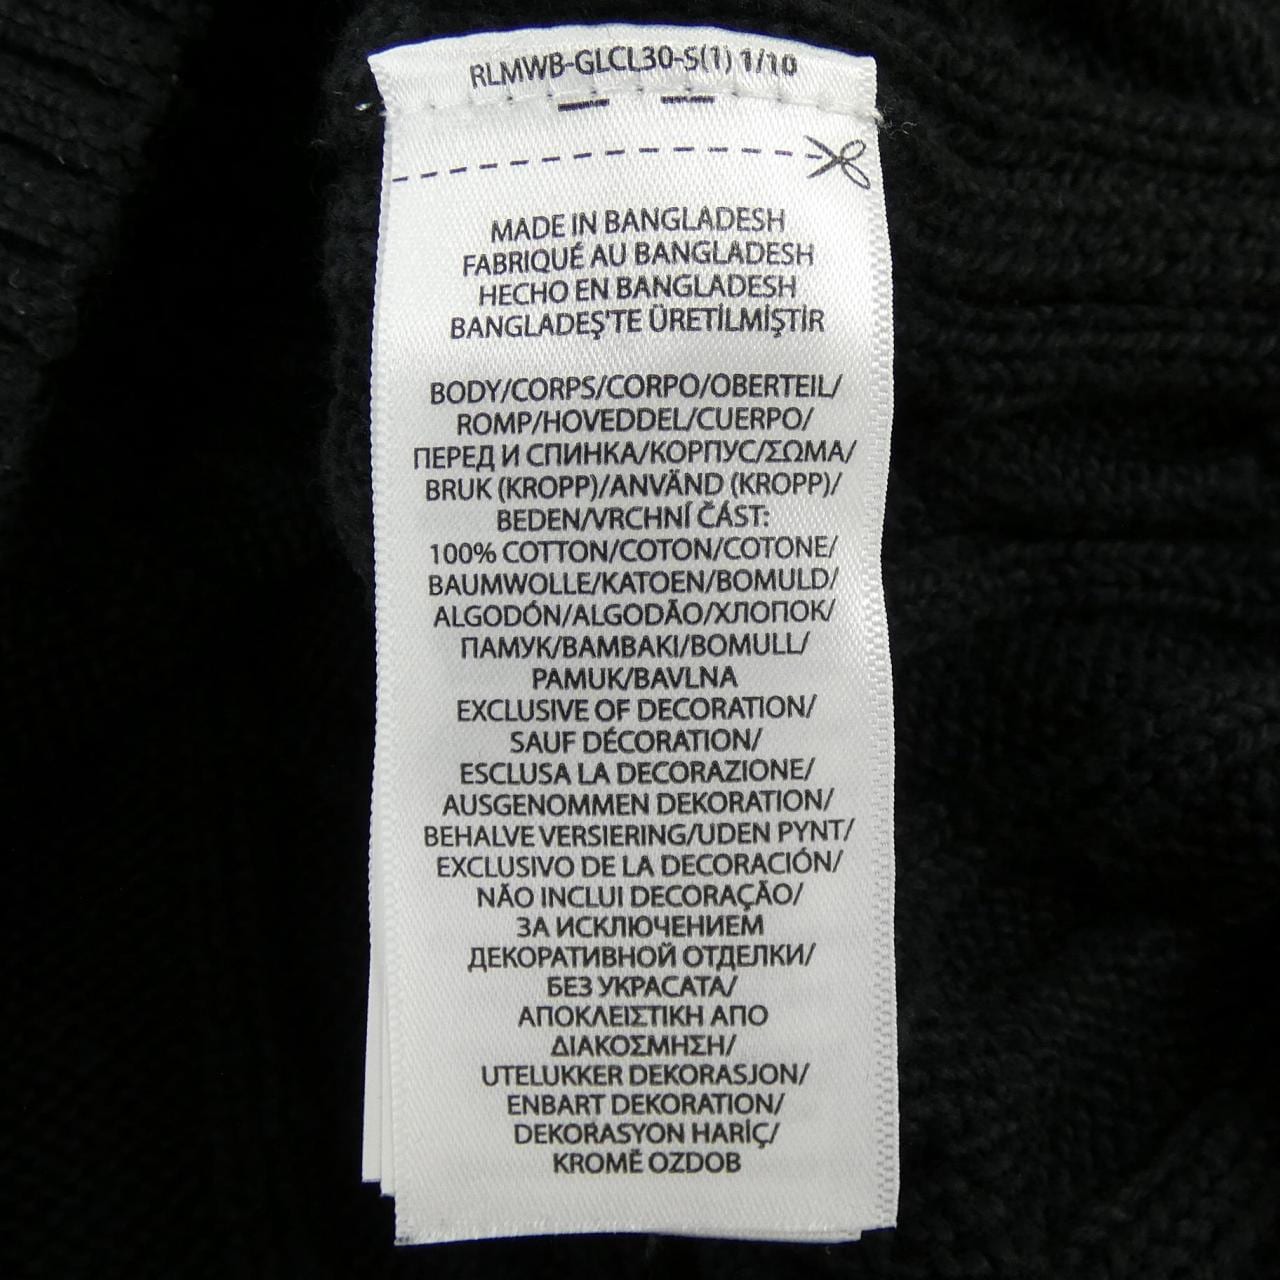 RLMWB-GLCL30-S(1) 1/10
MADE IN BANGLADESH
FABRIQUÉ AU BANGLADESH
HECHO EN BANGLADESH
BANGLADEŞ'TE ÜRETİLMİŞTİR
BODY/CORPS/CORPO/OBERTEIL/
ROMP/HOVEDDEL/CUERPO/
ПЕРЕД И СПИНКА/КОРПУС/ΣΩΜΑ/
BRUK (KROPP)/ANVÄND (KROPP)/
BEDEN/VRCHNÍ ČÁST:
100% COTTON/COTON/COTONE/
BAUMWOLLE/KATOEN/BOMULD/
ALGODÓN/ALGODÃO/ХЛОПОК/
ПАМУК/BAMBAKI/BOMULL/
PAMUK/BAVLNA
EXCLUSIVE OF DECORATION/
SAUF DÉCORATION/
ESCLUSA LA DECORAZIONE/
AUSGENOMMEN DEKORATION/
BEHALVE VERSIERING/UDEN PYNT/
EXCLUSIVO DE LA DECORACIÓN/
NÃO INCLUI DECORAÇÃO/
ЗА ИСКЛЮЧЕНИЕМ
ДЕКОРАТИВНОЙ ОТДЕЛКИ/
БЕЗ УКРАСАТА/
ΑΠΟΚΛΕΙΣΤΙΚΗ ΑΠΟ
ΔΙΑΚΟΣΜΗΣΗ/
UTELUKKER DEKORASJON/
ENBART DEKORATION/
DEKORASYON HARİÇ/
KROMĚ OZDOB